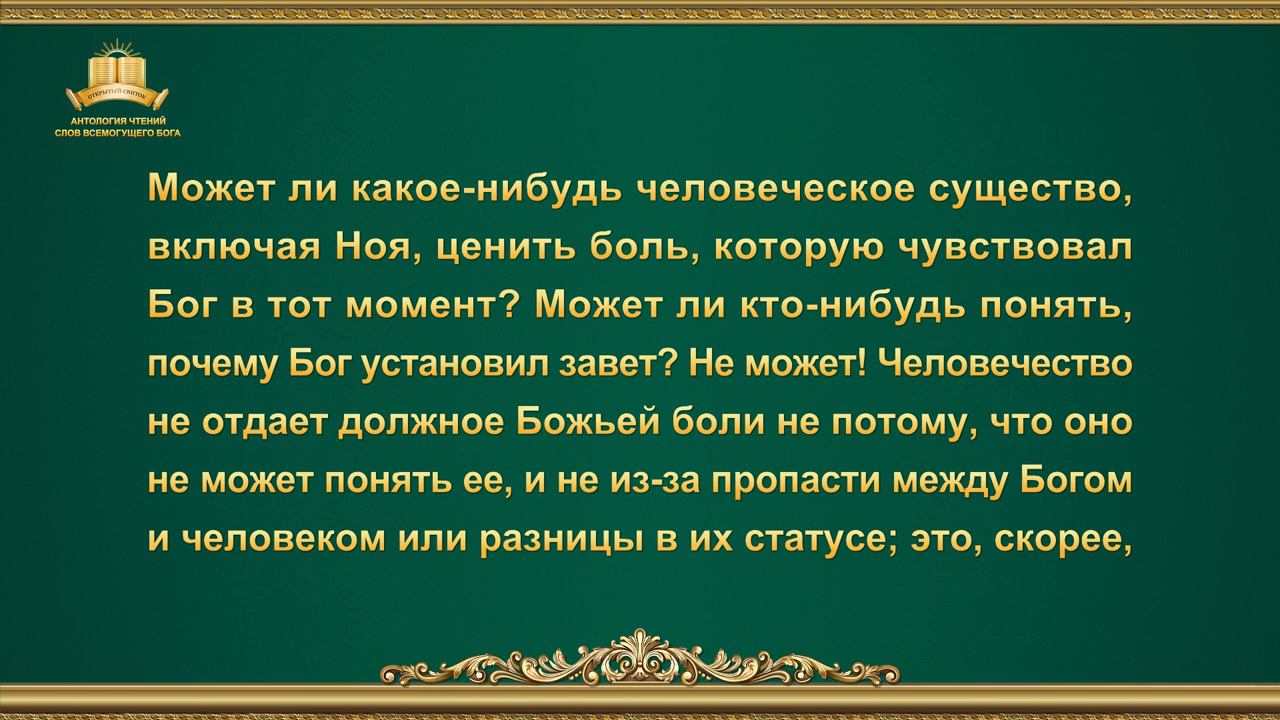 ОТКРЫТЫЙ СВИТОК
АНТОЛОГИЯ ЧТЕНИЙ
СЛОВ ВСЕМОГУЩЕГО БОГА
Может ли какое-нибудь человеческое существо,
включая Ноя, ценить боль, которую чувствовал
Бог в тот момент? Может ли кто-нибудь понять,
почему Бог установил завет? Не может! Человечество
не отдает должное Божьей боли не потому, что оно
не может понять ее, и не из-за пропасти между Богом
и человеком или разницы в их статусе; это, скорее,